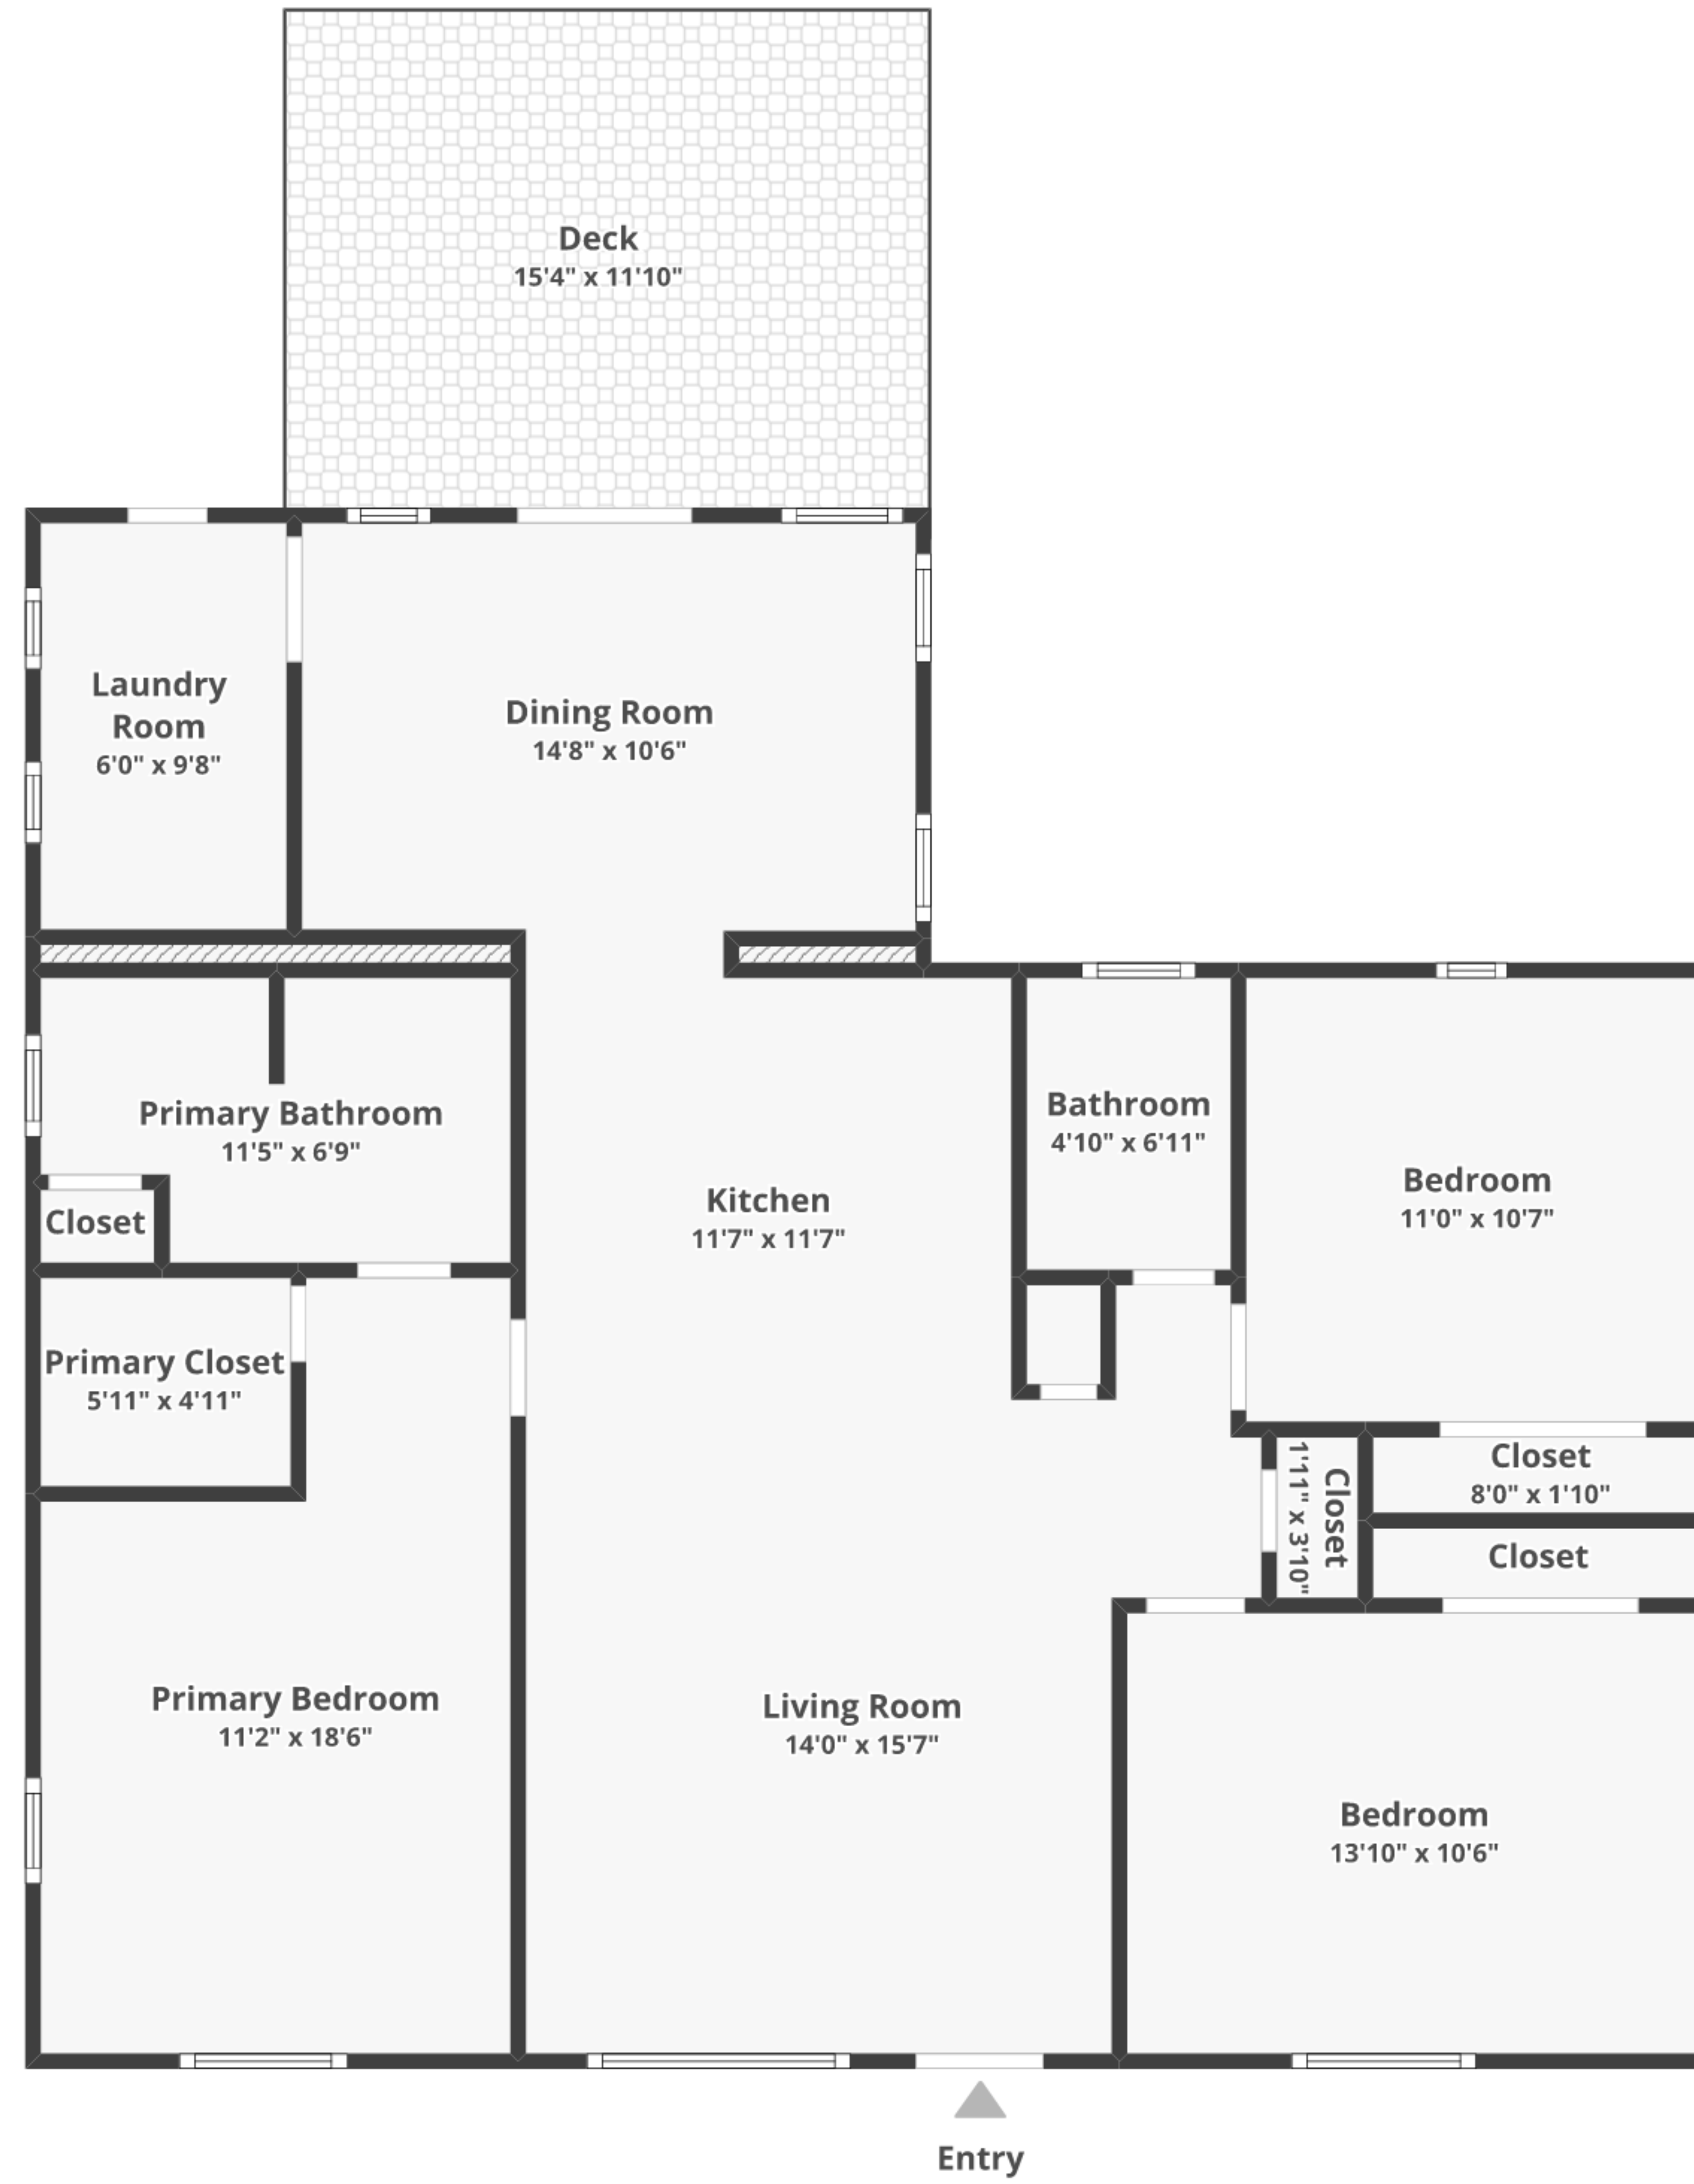 Deck
15'4" x 11'10"
Laundry
Room
6'0" x 9'8"
Dining Room
14'8" x 10'6"
Primary Bathroom
11'5" x 6'9"
Closet
Kitchen
11'7" x 11'7"
Bathroom
4'10" x 6'11"
Bedroom
11'0" x 10'7"
Primary Closet
5'11" x 4'11"
Closet
1'11" x 3'10"
Closet
8'0" x 1'10"
Closet
Primary Bedroom
11'2" x 18'6"
Living Room
14'0" x 15'7"
Bedroom
13'10" x 10'6"
Entry